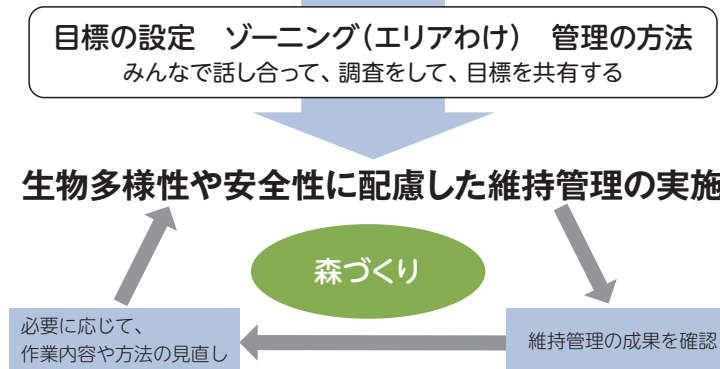 目標の設定　ゾーニング（エリアわけ）　管理の方法
みんなで話し合って、調査をして、目標を共有する
生物多様性や安全性に配慮した維持管理の実施
森づくり
必要に応じて、
作業内容や方法の見直し
維持管理の成果を確認